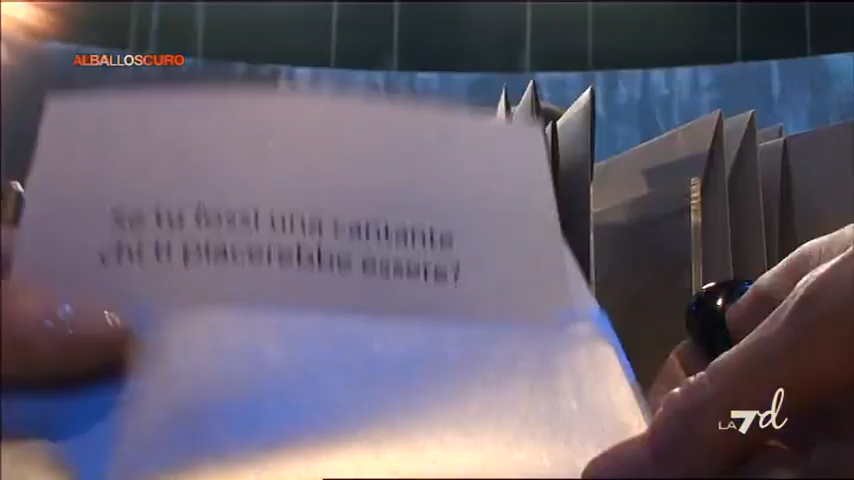 ALBALLOSCURO
Se tu fossi una cantante
chi ti piacerebbe essere?
LA7d